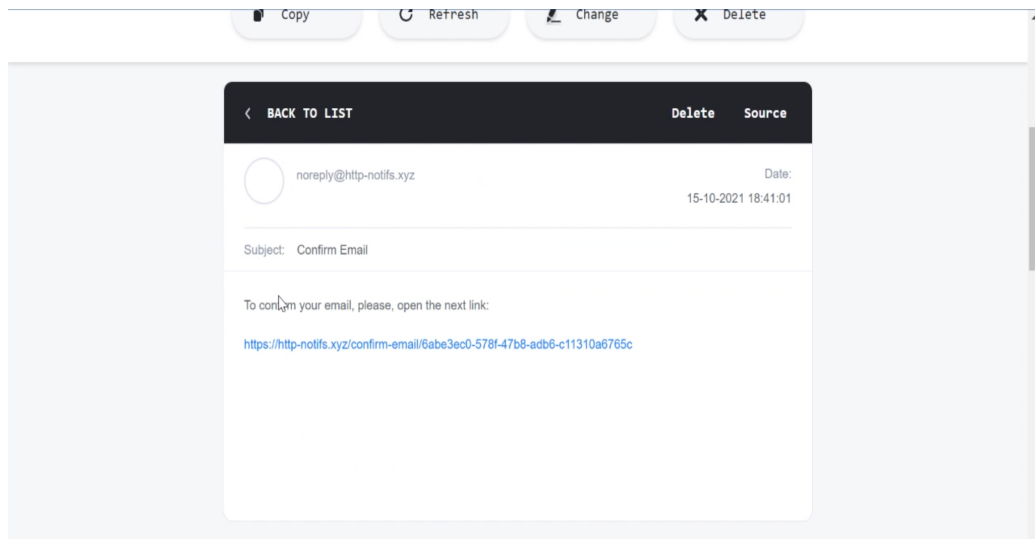 Copy Refresh Change Delete
BACK TO LIST Delete Source
noreply@http-notifs.xyz Date:
15-10-2021 18:41:01
Subject: Confirm Email
To confirm your email, please, open the next link:
https://http-notifs.xyz/confirm-email/6abe3ec0-578f-47b8-adb6-c11310a6765c